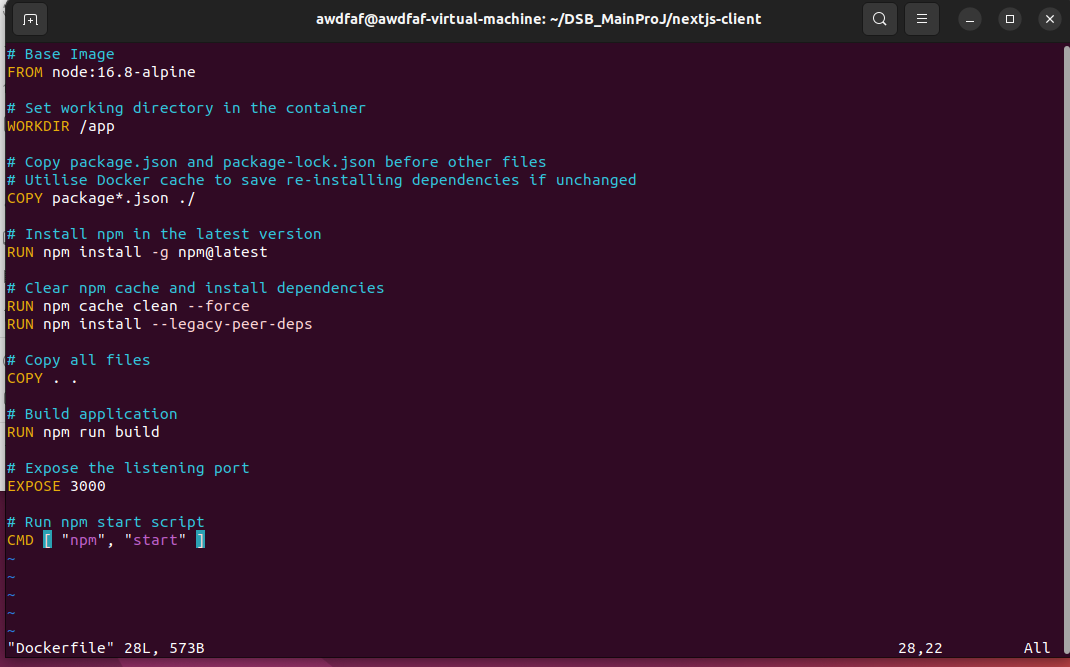 awdfaf@awdfaf-virtual-machine: ~/DSB_MainProJ/nextjs-client
# Base Image
FROM node:16.8-alpine
# Set working directory in the container
WORKDIR /app
# Copy package.json and package-lock.json before other files
# Utilise Docker cache to save re-installing dependencies if unchanged
COPY package*.json ./
# Install npm in the latest version
RUN npm install -g npm@latest
# Clear npm cache and install dependencies
RUN npm cache clean --force
RUN npm install --legacy-peer-deps
# Copy all files
COPY . .
# Build application
RUN npm run build
# Expose the listening port
EXPOSE 3000
# Run npm start script
CMD [ "npm", "start" ]
~
~
~
~
~
"Dockerfile" 28L, 573B 28,22 All